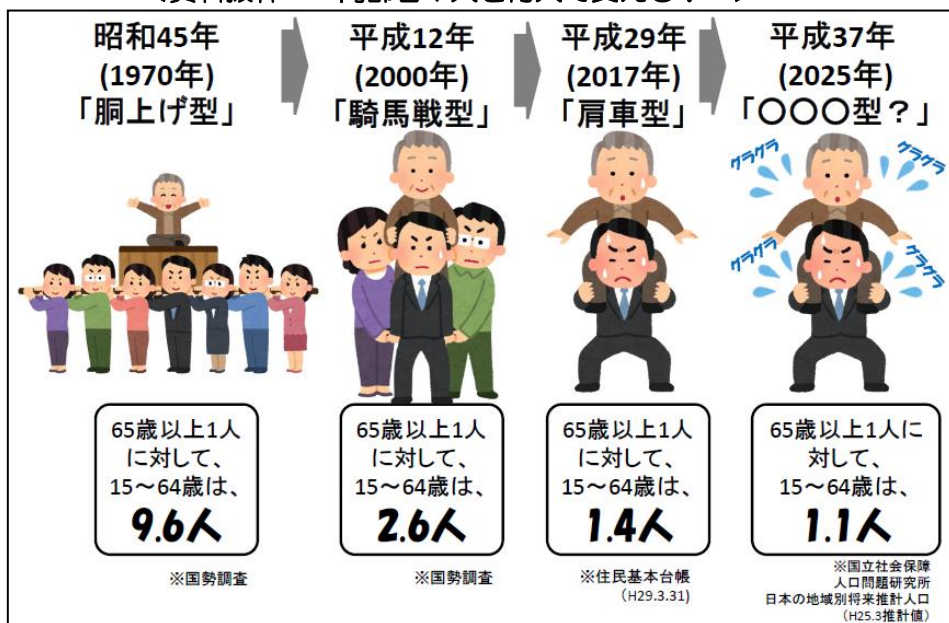 昭和45年
(1970年)
「胴上げ型」
平成12年
(2000年)
「騎馬戦型」
平成29年
(2017年)
「肩車型」
平成37年
(2025年)
「〇〇〇型？」
グラグラ
グラグラ
グラグラ
グラグラ
65歳以上1人
に対して、
15～64歳は、
9.6人
※国勢調査
65歳以上1人
に対して、
15～64歳は、
2.6人
※国勢調査
65歳以上1人
に対して、
15～64歳は、
1.4人
※住民基本台帳
（H29.3.31）
65歳以上1人に
対して、
15～64歳は、
1.1人
※国立社会保障
人口問題研究所
日本の地域別将来推計人口
（H25.3推計値）